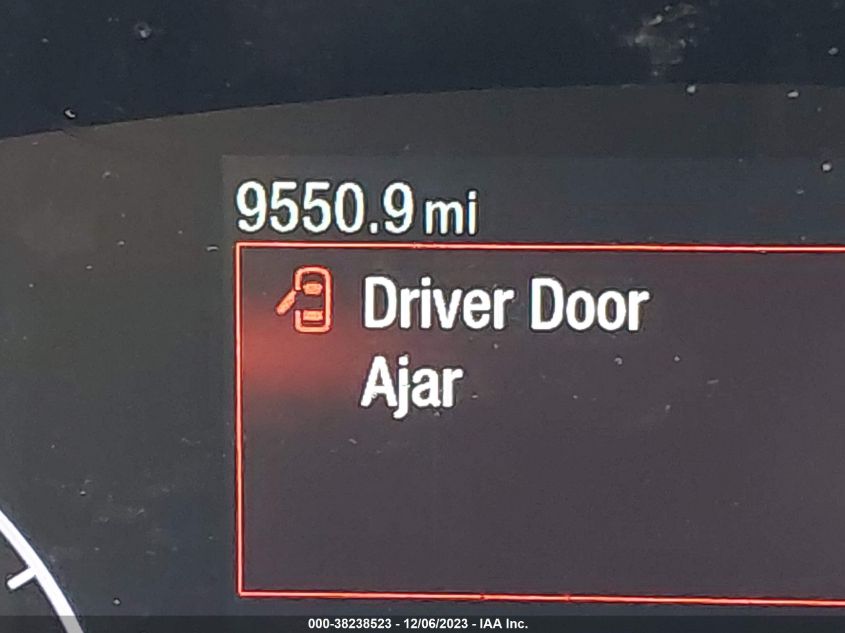 9550.9 mi
Driver Door
Ajar
000-38238523 - 12/06/2023 - IAA Inc.